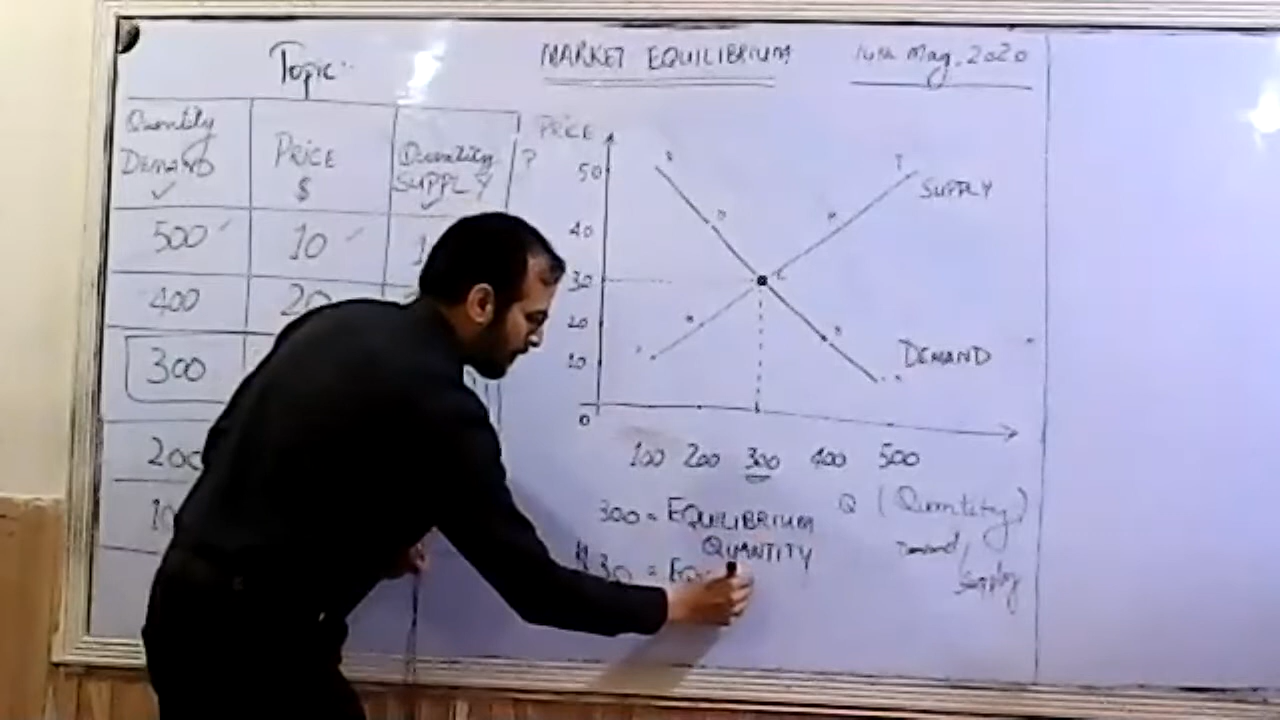 Topic:-
MARKET EQUILIBRIUM
14th May, 2020
Quantity DEMAND
PRICE $
Quantity SUPPLY
?
500 10
400 20
300
200
PRICE
50
40
30
20
10
0
SUPPLY
DEMAND
100 200 300 400 500
Q (Quantity)
Demand/
Supply
300 = EQUILIBRIUM
QUANTITY
$ 30 =